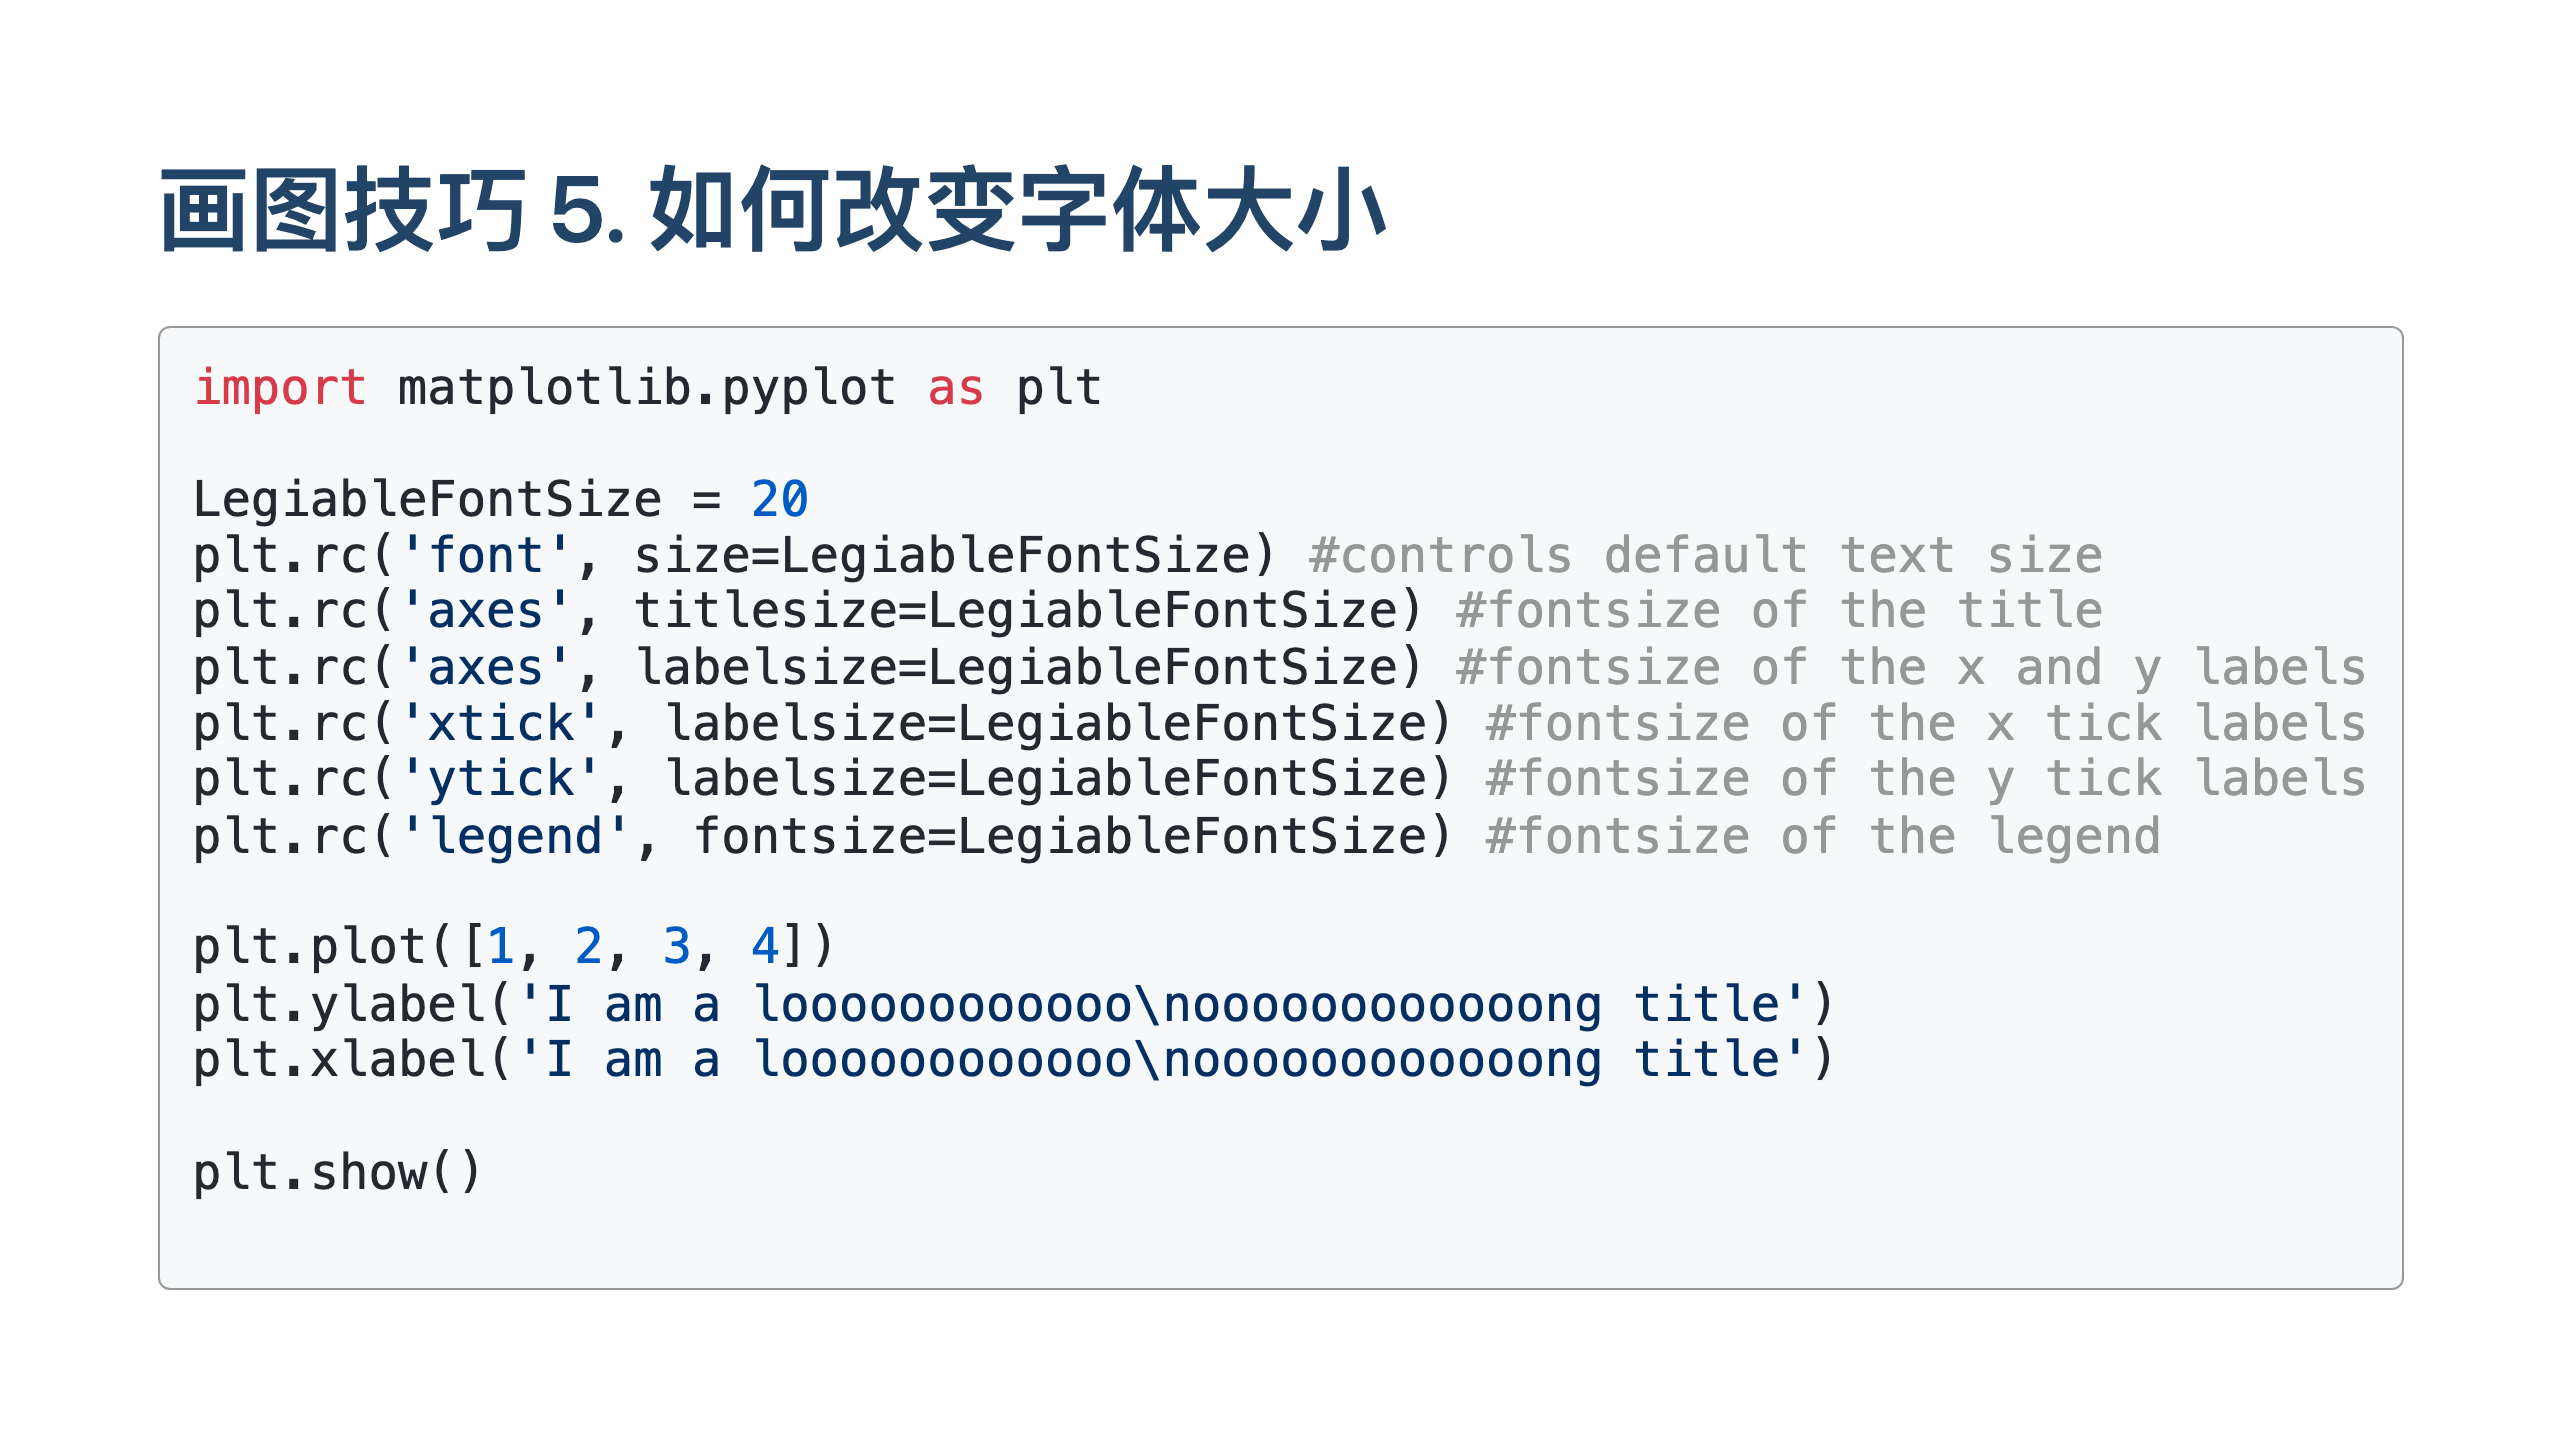 画图技巧 5. 如何改变字体大小
import matplotlib.pyplot as plt
LegiableFontSize = 20
plt.rc('font', size=LegiableFontSize) #controls default text size
plt.rc('axes', titlesize=LegiableFontSize) #fontsize of the title
plt.rc('axes', labelsize=LegiableFontSize) #fontsize of the x and y labels
plt.rc('xtick', labelsize=LegiableFontSize) #fontsize of the x tick labels
plt.rc('ytick', labelsize=LegiableFontSize) #fontsize of the y tick labels
plt.rc('legend', fontsize=LegiableFontSize) #fontsize of the legend
plt.plot([1, 2, 3, 4])
plt.ylabel('I am a loooooooooooo\noooooooooooong title')
plt.xlabel('I am a loooooooooooo\noooooooooooong title')
plt.show()